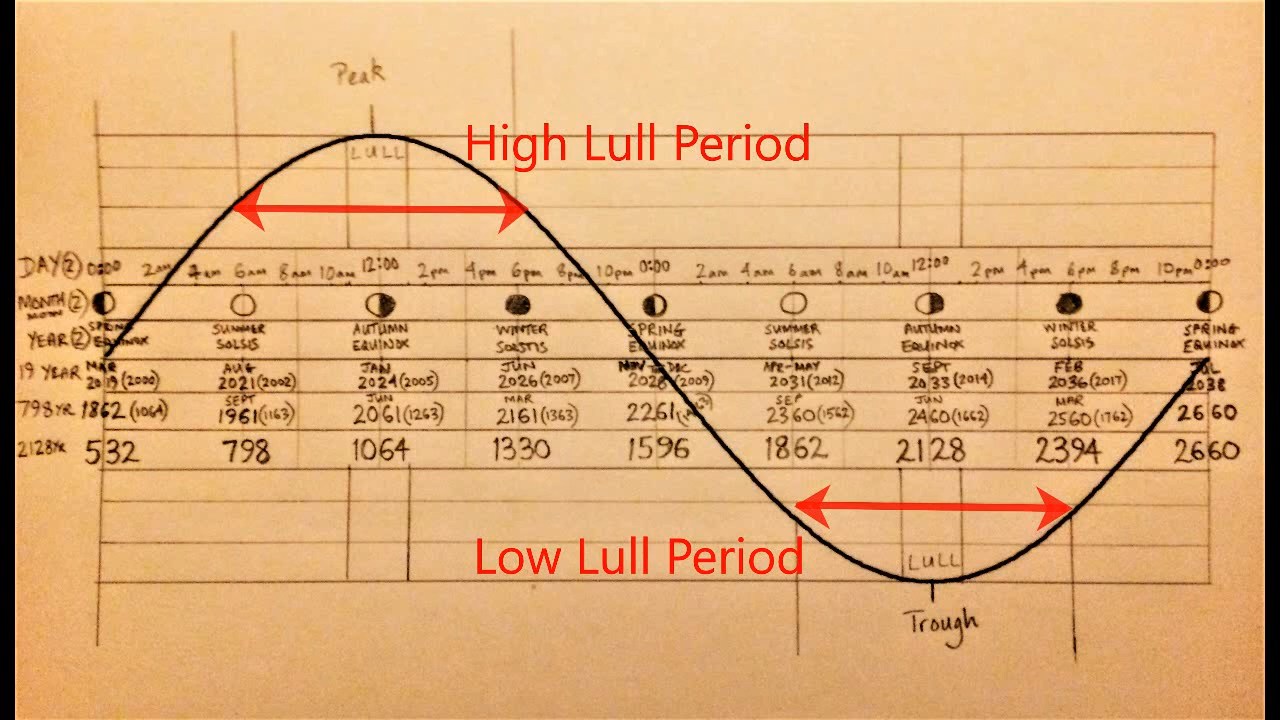 Peak
High Lull Period
LULL
DAY② 0:00 2am 4am 6am 8am 10am 12:00 2pm 4pm 6pm 8pm 10pm 0:00 2am 4am 6am 8am 10am 12:00 2pm 4pm 6pm 8pm 10pm 0:00
MONTH② 
MOON
YEAR② SPRING EQUINOX SUMMER SOLSIS AUTUMN EQUINOX WINTER SOLSTIS SPRING EQUINOX SUMMER SOLSIS AUTUMN EQUINOX WINTER SOLSIS SPRING EQUINOX
19 YEAR MAR 2019(2000) AUG 2021(2002) JAN 2024(2005) JUN 2026(2007) DEC 2028(2009) APR-MAY 2031(2012) SEPT 2033(2014) FEB 2036(2017) JUL 2038
798YR 1862(1064) SEPT 1961(1163) JUN 2061(1263) MAR 2161(1363) 2261 SEP 2360(1562) JUN 2460(1662) MAR 2560(1762) 2660
2128YR 532 798 1064 1330 1596 1862 2128 2394 2660
Low Lull Period
LULL
Trough